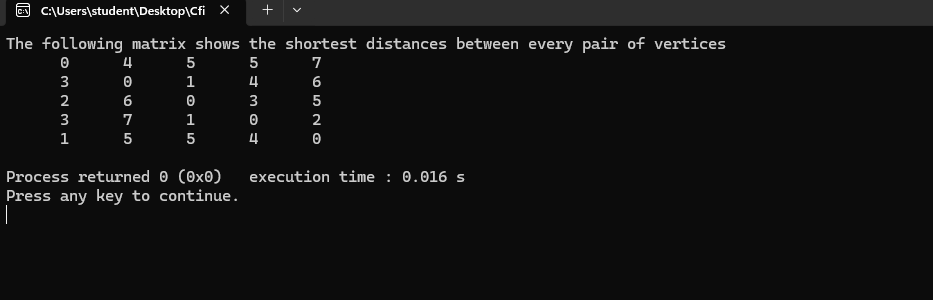 C:\Users\student\Desktop\Cfi
The following matrix shows the shortest distances between every pair of vertices
0 4 5 5 7
3 0 1 4 6
2 6 0 3 5
3 7 1 0 2
1 5 5 4 0
Process returned 0 (0x0) execution time : 0.016 s
Press any key to continue.